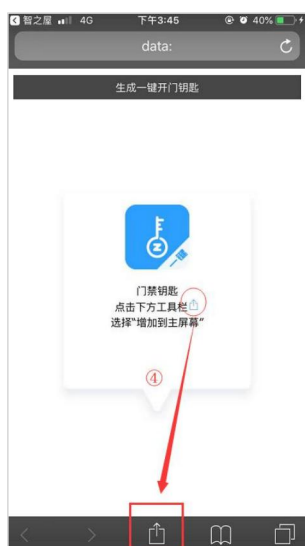 智之屋 4G 下午3:45 40%
data:
生成一键开门钥匙
门禁钥匙
点击下方工具栏
选择"增加到主屏幕"
④